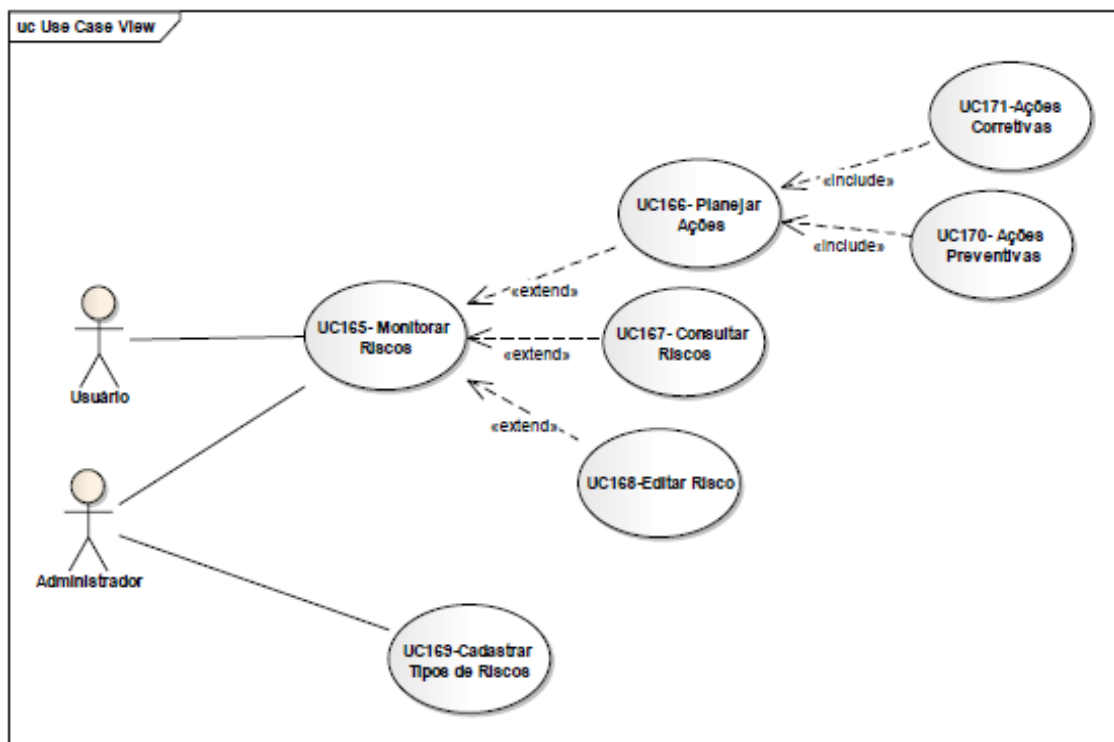 uc Use Case View
UC171-Ações
Corretivas
UC166- Planejar
Ações
«include»
UC170- Ações
Preventivas
«include»
«extend»
UC165- Monitorar
Riscos
UC167- Consultar
Riscos
«extend»
Usuário
«extend»
UC168-Editar Risco
Administrador
UC169-Cadastrar
Tipos de Riscos